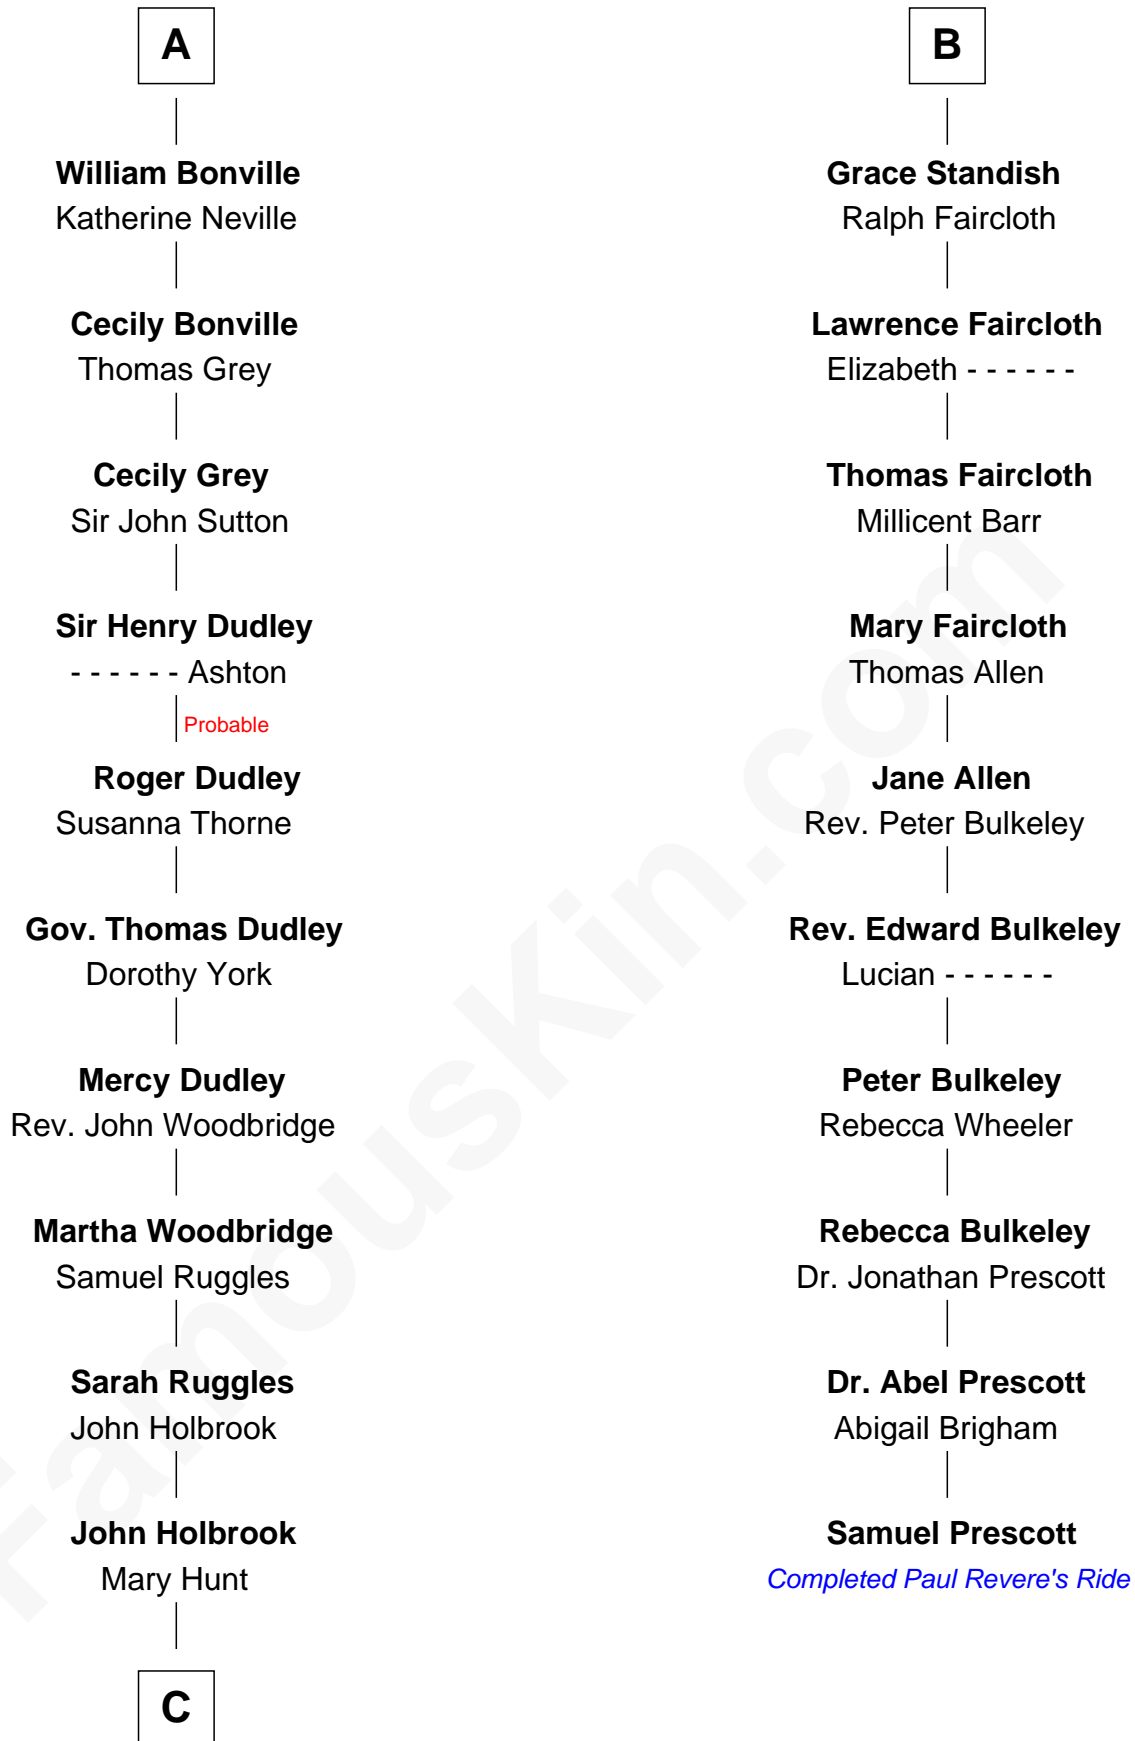 A
William Bonville
Katherine Neville
Cecily Bonville
Thomas Grey
Cecily Grey
Sir John Sutton
Sir Henry Dudley
- - - - - - Ashton
Probable
Roger Dudley
Susanna Thorne
Gov. Thomas Dudley
Dorothy York
Mercy Dudley
Rev. John Woodbridge
Martha Woodbridge
Samuel Ruggles
Sarah Ruggles
John Holbrook
John Holbrook
Mary Hunt
C
B
Grace Standish
Ralph Faircloth
Lawrence Faircloth
Elizabeth - - - - - -
Thomas Faircloth
Millicent Barr
Mary Faircloth
Thomas Allen
Jane Allen
Rev. Peter Bulkeley
Rev. Edward Bulkeley
Lucian - - - - - -
Peter Bulkeley
Rebecca Wheeler
Rebecca Bulkeley
Dr. Jonathan Prescott
Dr. Abel Prescott
Abigail Brigham
Samuel Prescott
Completed Paul Revere's Ride
FamousKin.com